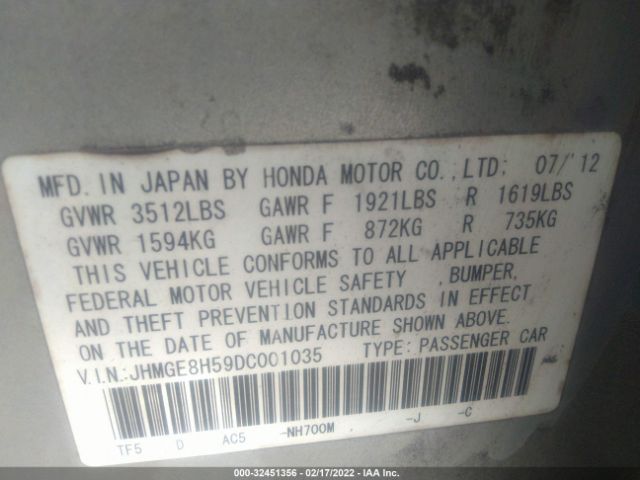 MFD. IN JAPAN BY HONDA MOTOR CO.,LTD: 07/'12
GVWR 3512LBS GAWR F 1921LBS R 1619LBS
GVWR 1594KG GAWR F 872KG R 735KG
THIS VEHICLE CONFORMS TO ALL APPLICABLE
FEDERAL MOTOR VEHICLE SAFETY , BUMPER,
AND THEFT PREVENTION STANDARDS IN EFFECT
ON THE DATE OF MANUFACTURE SHOWN ABOVE.
V.I.N.:JHMGE8H59DC001035 TYPE: PASSENGER CAR
TF5 D AC5 -NH700M -J -C
000-32451356 - 02/17/2022 - IAA Inc.